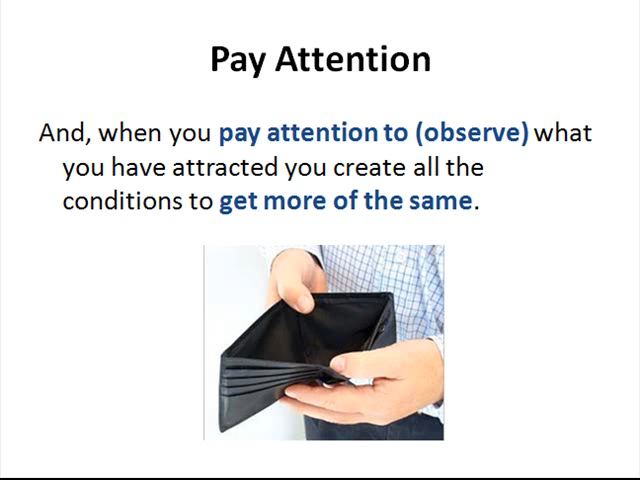 Pay Attention
And, when you pay attention to (observe) what
you have attracted you create all the
conditions to get more of the same.